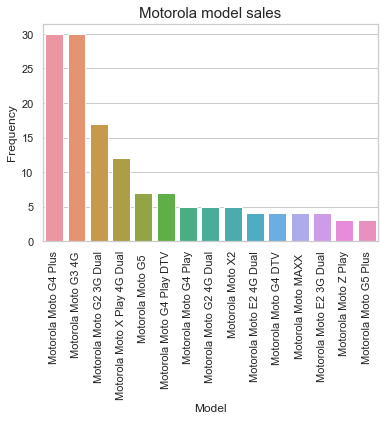 Motorola model sales
Frequency
30
25
20
15
10
5
0
Motorola Moto G4 Plus
Motorola Moto G3 4G
Motorola Moto G2 3G Dual
Motorola Moto X Play 4G Dual
Motorola Moto G5
Motorola Moto G4 Play DTV
Motorola Moto G4 Play
Motorola Moto G2 4G Dual
Motorola Moto X2
Motorola Moto E2 4G Dual
Motorola Moto G4 DTV
Motorola Moto MAXX
Motorola Moto E2 3G Dual
Motorola Moto Z Play
Motorola Moto G5 Plus
Model